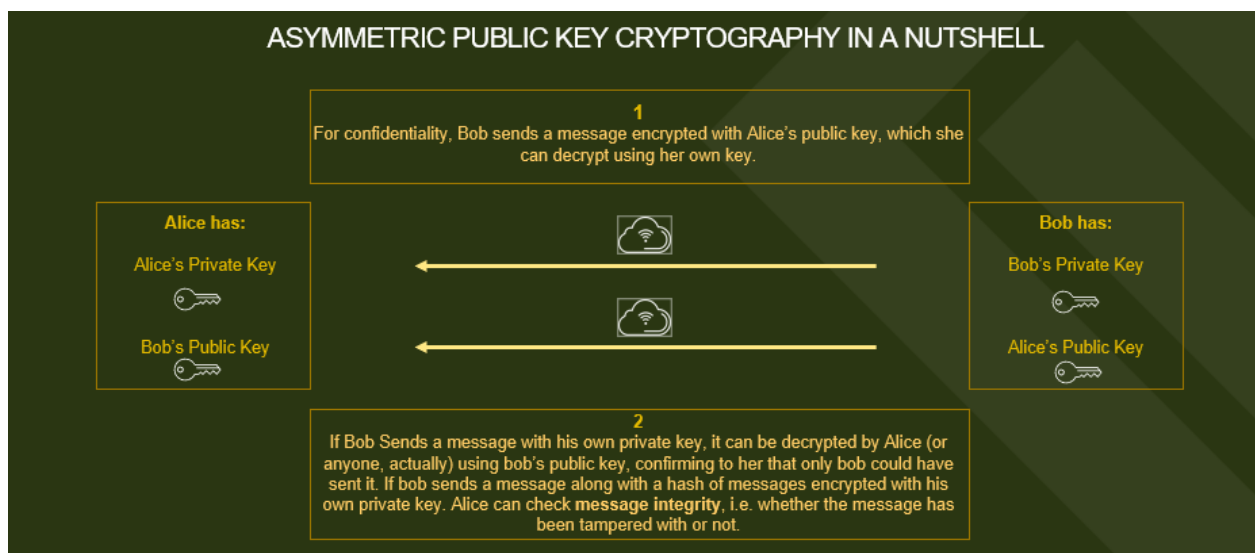 ASYMMETRIC PUBLIC KEY CRYPTOGRAPHY IN A NUTSHELL
1
For confidentiality, Bob sends a message encrypted with Alice's public key, which she
can decrypt using her own key.
Alice has:
Alice's Private Key
Bob's Public Key
Bob has:
Bob's Private Key
Alice's Public Key
2
If Bob Sends a message with his own private key, it can be decrypted by Alice (or
anyone, actually) using bob's public key, confirming to her that only bob could have
sent it. If bob sends a message along with a hash of messages encrypted with his
own private key. Alice can check message integrity, i.e. whether the message has
been tampered with or not.